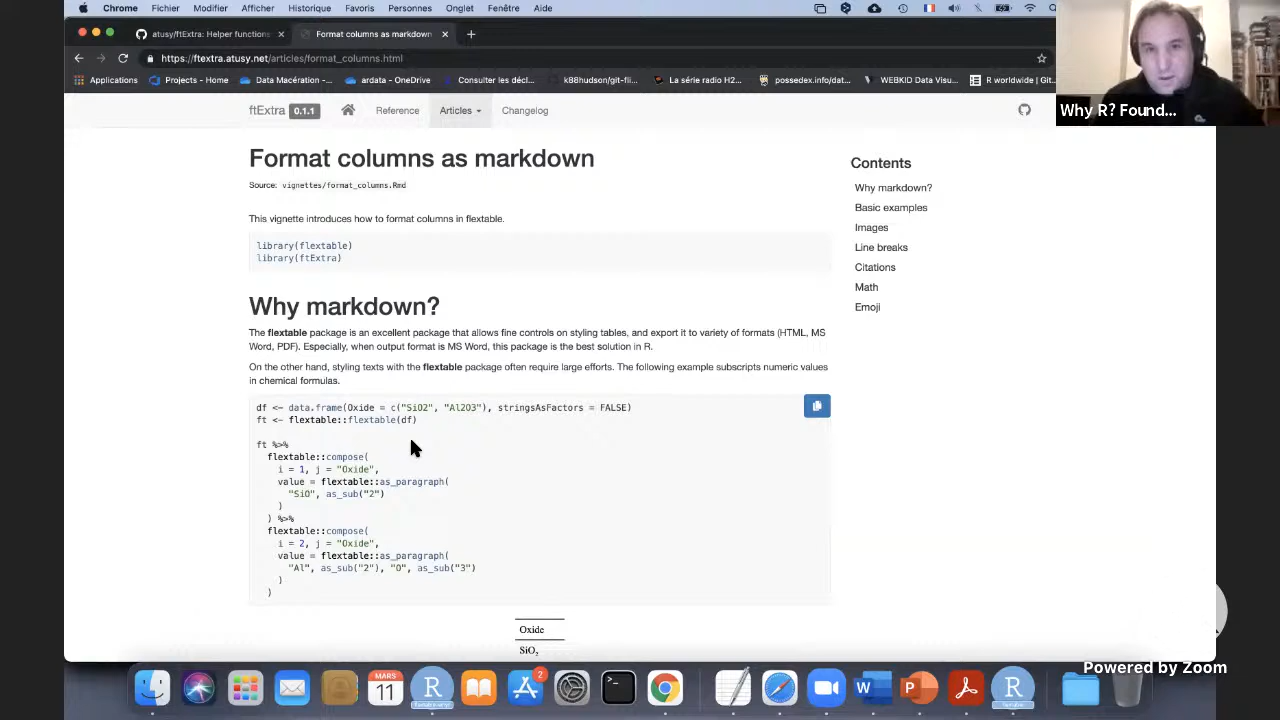 Chrome Fichier Modifier Afficher Historique Favoris Personnes Onglet Fenêtre Aide
atusy/ftExtra: Helper functions
Format columns as markdown
https://ftextra.atusy.net/articles/format_columns.html
Applications Projects - Home Data Macération... ardata - OneDrive Consulter les décl... k88hudson/git-fli... La série radio H2... possedex.info/dat... WEBKID Data Visu... R worldwide | Git...
Why R? Found...
ftExtra 0.1.1 Reference Articles Changelog
Format columns as markdown
Source: vignettes/format_columns.Rmd
This vignette introduces how to format columns in flextable.
library(flextable)
library(ftExtra)
Why markdown?
The flextable package is an excellent package that allows fine controls on styling tables, and export it to variety of formats (HTML, MS
Word, PDF). Especially, when output format is MS Word, this package is the best solution in R.
On the other hand, styling texts with the flextable package often require large efforts. The following example subscripts numeric values
in chemical formulas.
df <- data.frame(Oxide = c("SiO2", "Al2O3"), stringsAsFactors = FALSE)
ft <- flextable::flextable(df)
ft %>%
flextable::compose(
i = 1, j = "Oxide",
value = flextable::as_paragraph(
"SiO", as_sub("2")
)
) %>%
flextable::compose(
i = 2, j = "Oxide",
value = flextable::as_paragraph(
"Al", as_sub("2"), "O", as_sub("3")
)
)
Oxide
SiO₂
Contents
Why markdown?
Basic examples
Images
Line breaks
Citations
Math
Emoji
MARS
11
2
Powered by Zoom